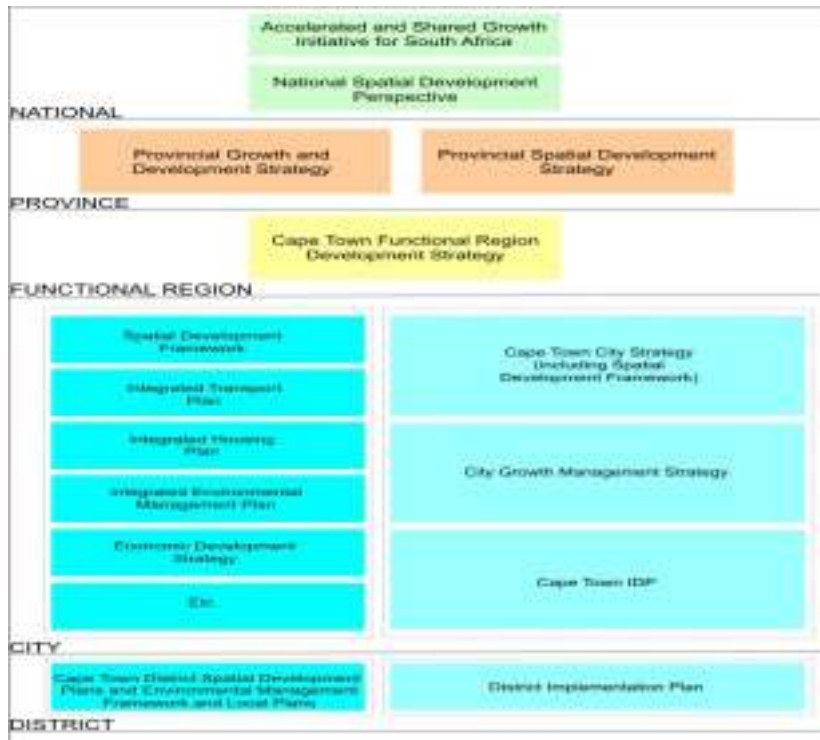 Accelerated and Shared Growth
Initiative for South Africa
National Spatial Development
Perspective
NATIONAL
Provincial Growth and
Development Strategy
Provincial Spatial Development
Strategy
PROVINCE
Cape Town Functional Region
Development Strategy
FUNCTIONAL REGION
Spatial Development
Framework
Integrated Transport
Plan
Integrated Housing
Plan
Integrated Environmental
Management Plan
Economic Development
Strategy
Etc
Cape Town City Strategy
(including Spatial
Development Framework)
City Growth Management Strategy
Cape Town IDP
CITY
Cape Town District Spatial Development
Plans and Environmental Management
Framework and Local Plans
District Implementation Plan
DISTRICT